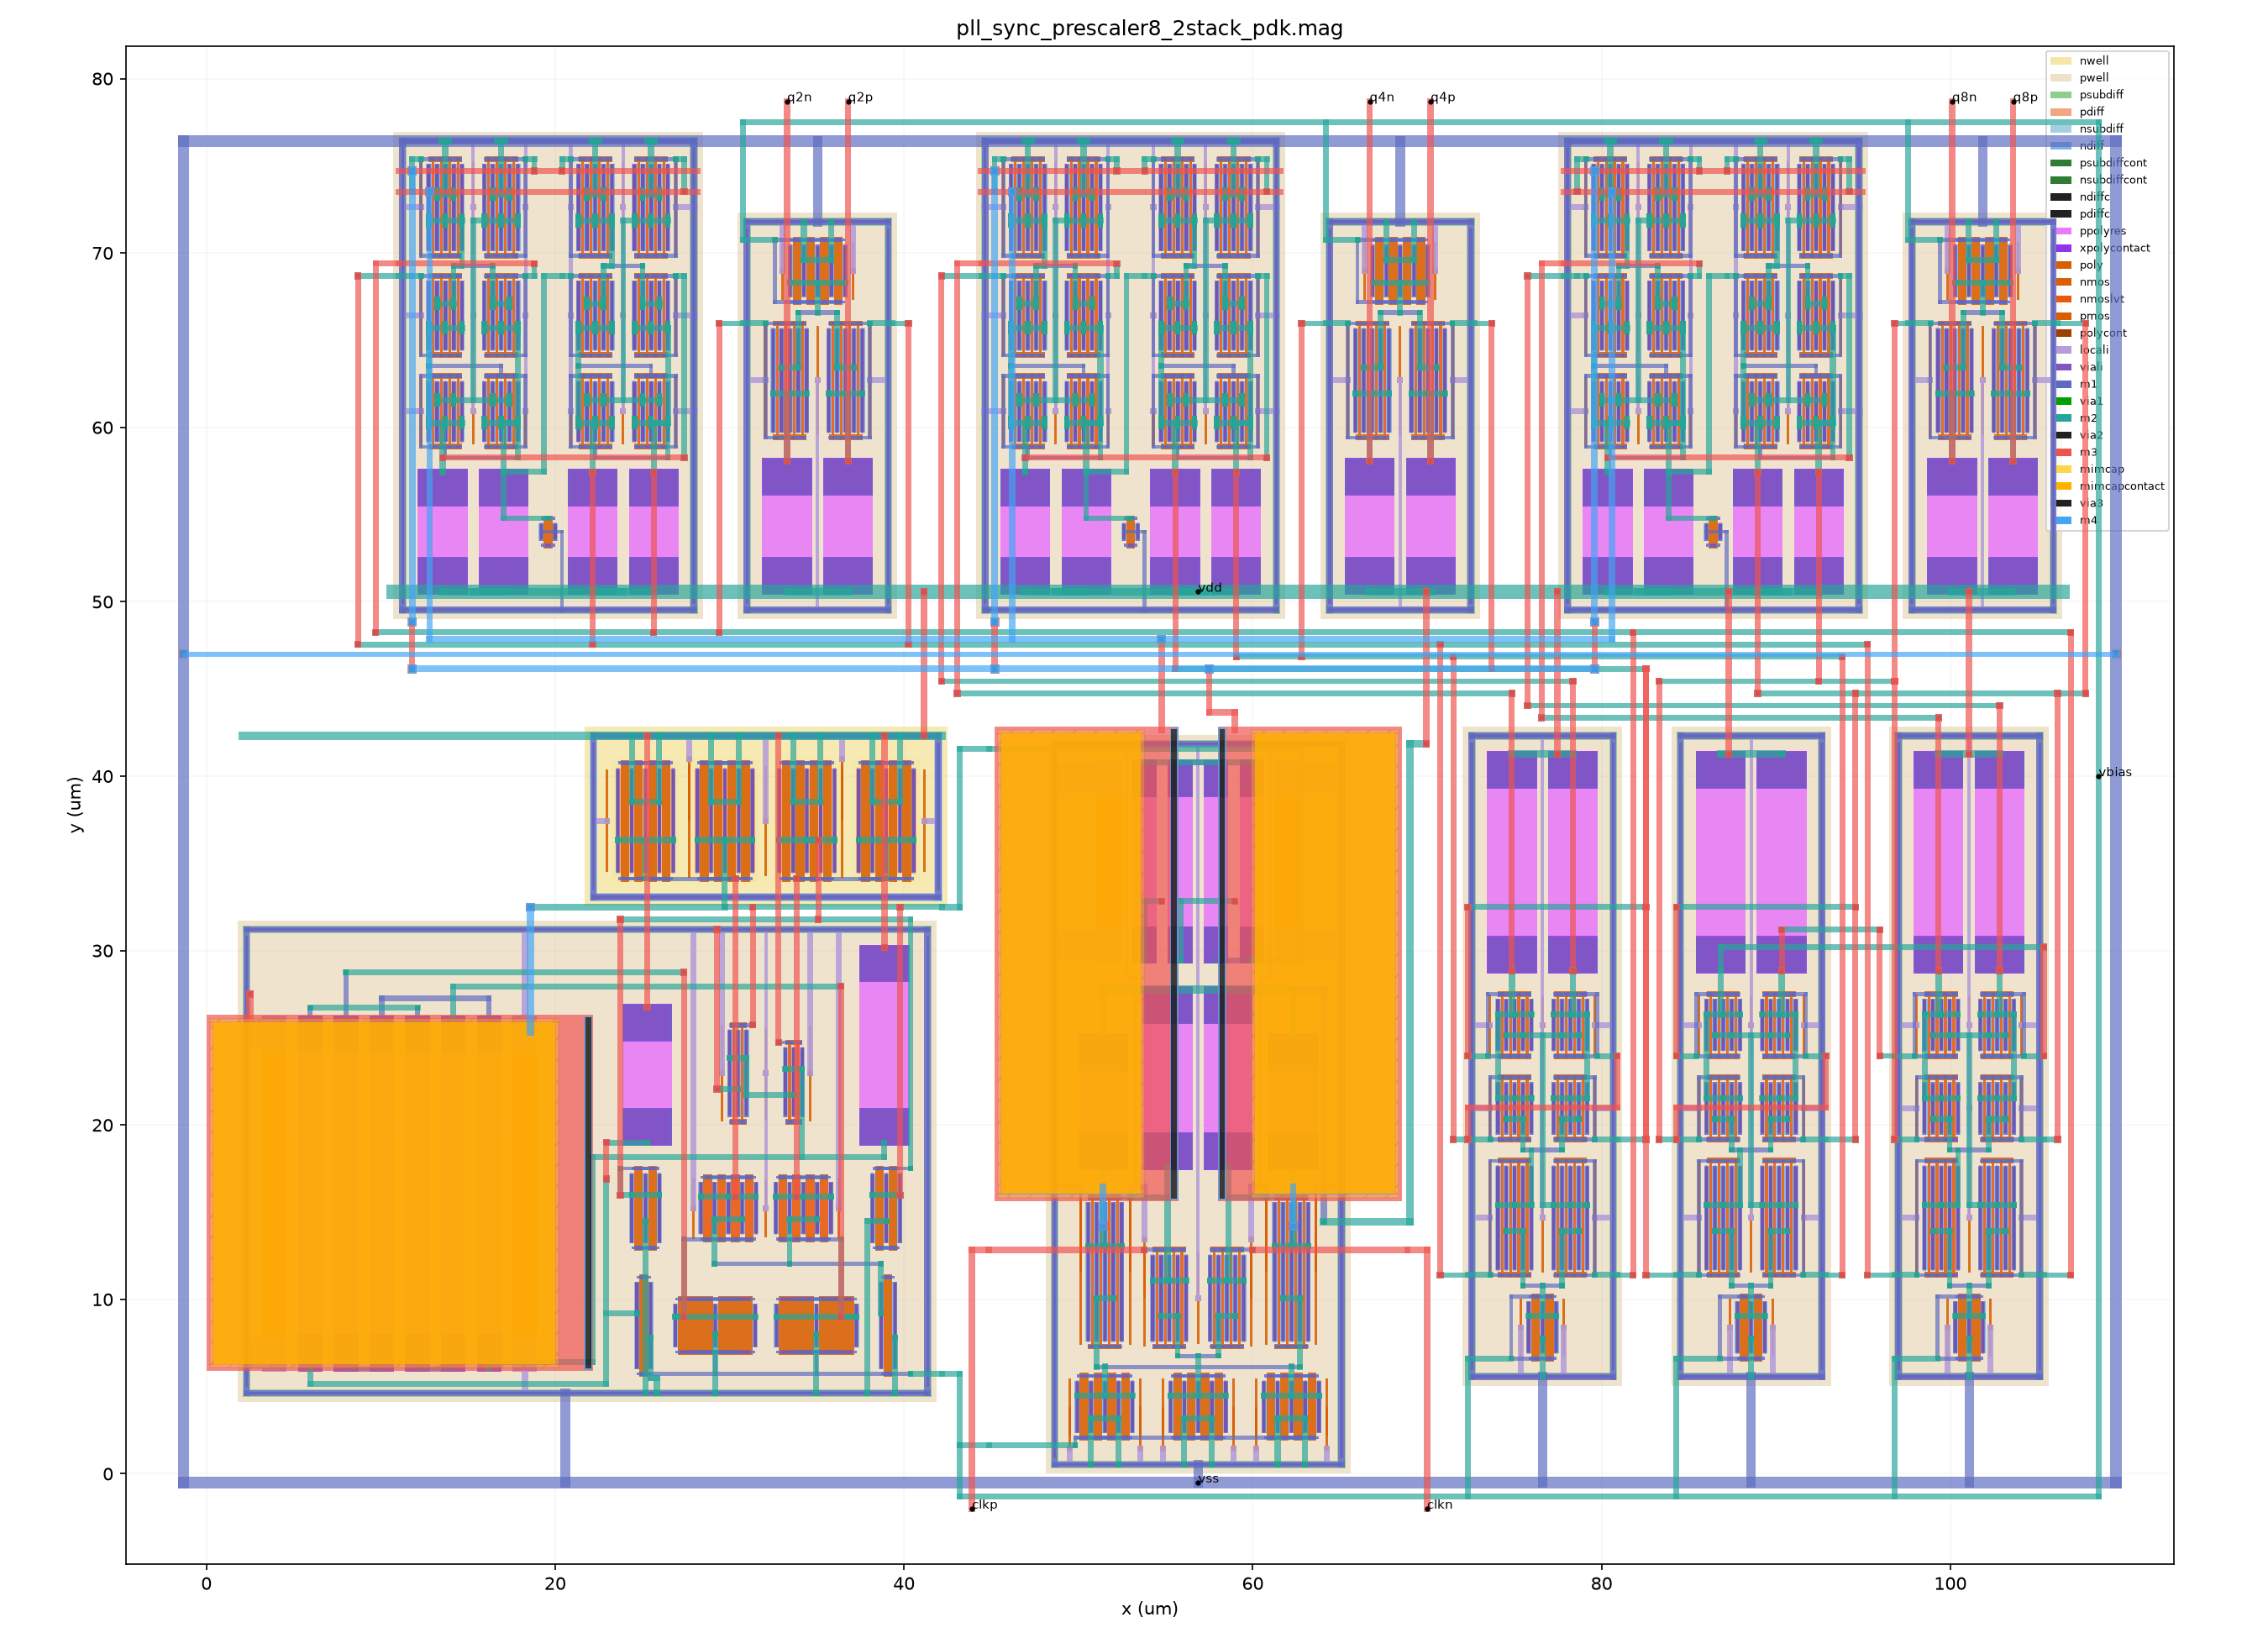 pll_sync_prescaler8_2stack_pdk.mag
80
70
60
50
40
30
20
10
0
y (um)
0
20
40
60
80
100
x (um)
q2n
q2p
q4n
q4p
q8n
q8p
vdd
vbias
vss
clkp
clkn
nwell
pwell
psubdiff
pdiff
nsubdiff
ndiff
psubdiffcont
nsubdiffcont
ndiffc
pdiffc
ppolyres
xpolycontact
poly
nmos
nmoslvt
pmos
polycont
locali
viali
m1
via1
m2
via2
m3
mimcap
mimcapcontact
via3
m4